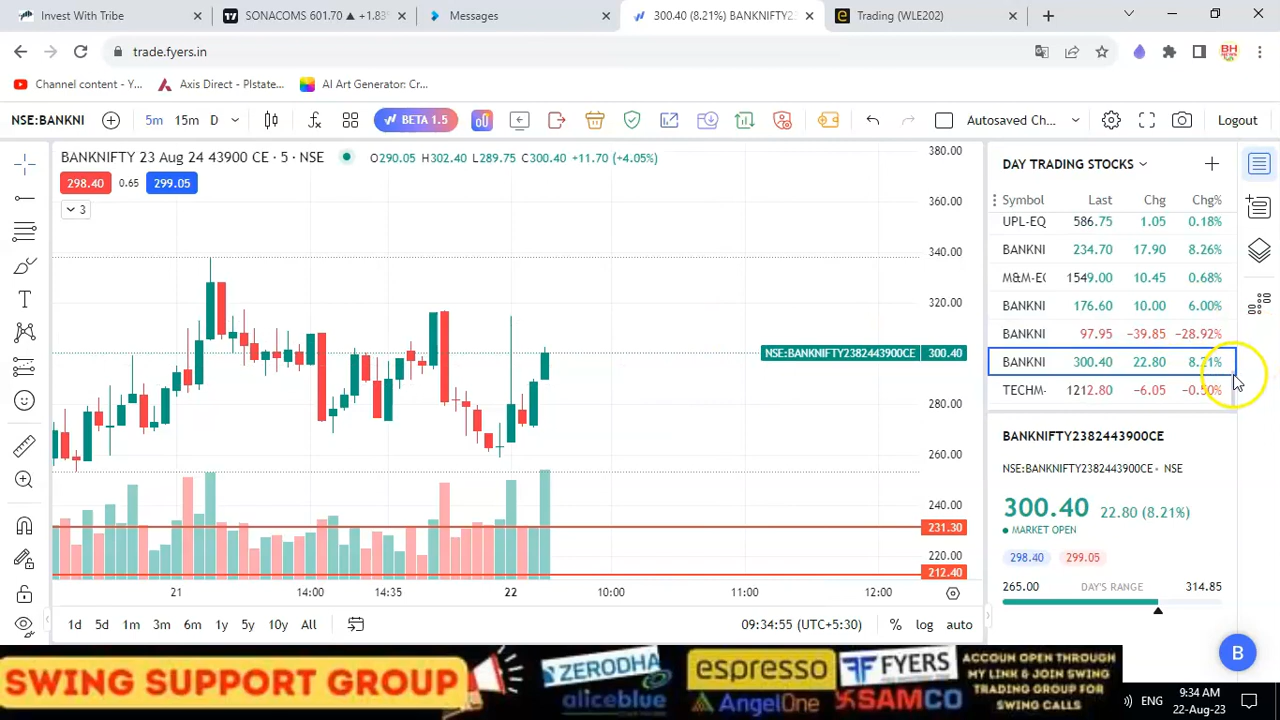 Invest With Tribe
SONACOMS 601.70 ▲ +1.83%
Messages
300.40 (8.21%) BANKNIFTY23
Trading (WLE202)
trade.fyers.in
Channel content - Y...
Axis Direct - Plstate...
AI Art Generator: Cr...
NSE:BANKNI
5m 15m D
BETA 1.5
Autosaved Ch...
Logout
BANKNIFTY 23 Aug 24 43900 CE · 5 · NSE
O290.05 H302.40 L289.75 C300.40 +11.70 (+4.05%)
298.40 0.65 299.05
3
380.00
360.00
340.00
320.00
NSE:BANKNIFTY2382443900CE 300.40
280.00
260.00
240.00
231.30
220.00
212.40
21 14:00 14:35 22 10:00 11:00 12:00
1d 5d 1m 3m 6m 1y 5y 10y All
09:34:55 (UTC+5:30) % log auto
DAY TRADING STOCKS
Symbol Last Chg Chg%
UPL-EQ 586.75 1.05 0.18%
BANKNI 234.70 17.90 8.26%
M&M-EC 1549.00 10.45 0.68%
BANKNI 176.60 10.00 6.00%
BANKNI 97.95 −39.85 −28.92%
BANKNI 300.40 22.80 8.21%
TECHM- 1212.80 −6.05 −0.50%
BANKNIFTY2382443900CE
NSE:BANKNIFTY2382443900CE • NSE
300.40 22.80 (8.21%)
MARKET OPEN
298.40 299.05
265.00 DAY'S RANGE 314.85
B
SWING SUPPORT GROUP
ZERODHA
aliceblue
espresso
AngelOne
FYERS
SAMCO
ACCOUN OPEN THROUGH
MY LINK & JOIN SWING
TRADING GROUP FOR
SWING CALLS
ENG
9:34 AM
22-Aug-23